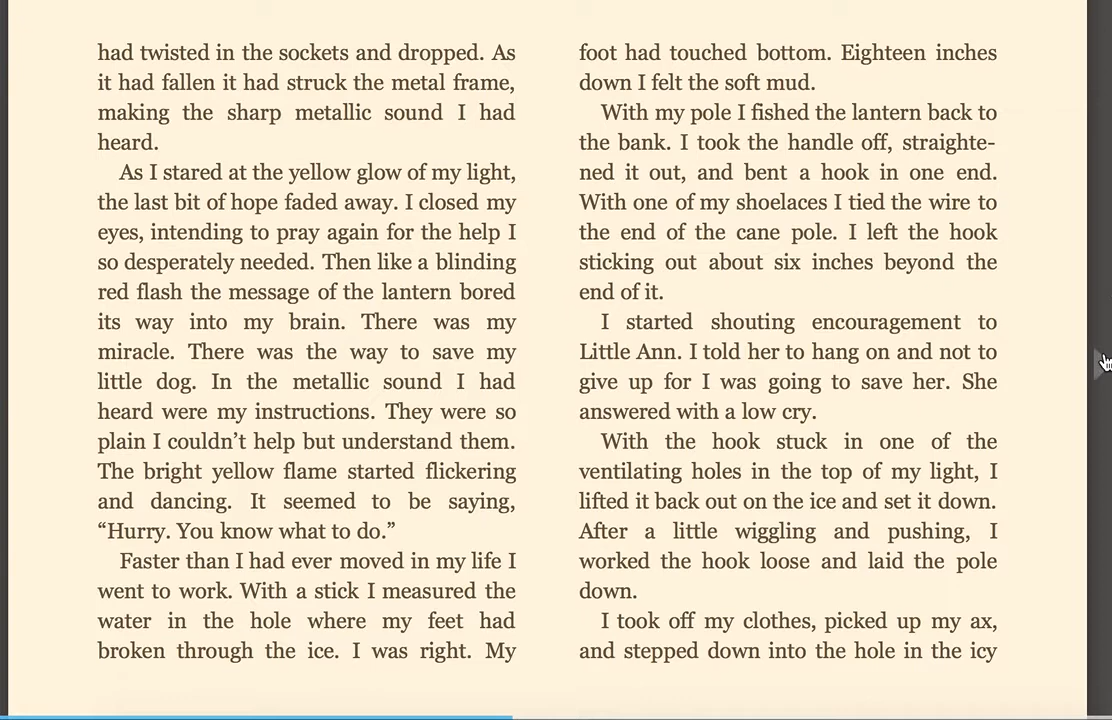 had twisted in the sockets and dropped. As
it had fallen it had struck the metal frame,
making the sharp metallic sound I had
heard.
As I stared at the yellow glow of my light,
the last bit of hope faded away. I closed my
eyes, intending to pray again for the help I
so desperately needed. Then like a blinding
red flash the message of the lantern bored
its way into my brain. There was my
miracle. There was the way to save my
little dog. In the metallic sound I had
heard were my instructions. They were so
plain I couldn’t help but understand them.
The bright yellow flame started flickering
and dancing. It seemed to be saying,
“Hurry. You know what to do.”
Faster than I had ever moved in my life I
went to work. With a stick I measured the
water in the hole where my feet had
broken through the ice. I was right. My
foot had touched bottom. Eighteen inches
down I felt the soft mud.
With my pole I fished the lantern back to
the bank. I took the handle off, straighte-
ned it out, and bent a hook in one end.
With one of my shoelaces I tied the wire to
the end of the cane pole. I left the hook
sticking out about six inches beyond the
end of it.
I started shouting encouragement to
Little Ann. I told her to hang on and not to
give up for I was going to save her. She
answered with a low cry.
With the hook stuck in one of the
ventilating holes in the top of my light, I
lifted it back out on the ice and set it down.
After a little wiggling and pushing, I
worked the hook loose and laid the pole
down.
I took off my clothes, picked up my ax,
and stepped down into the hole in the icy